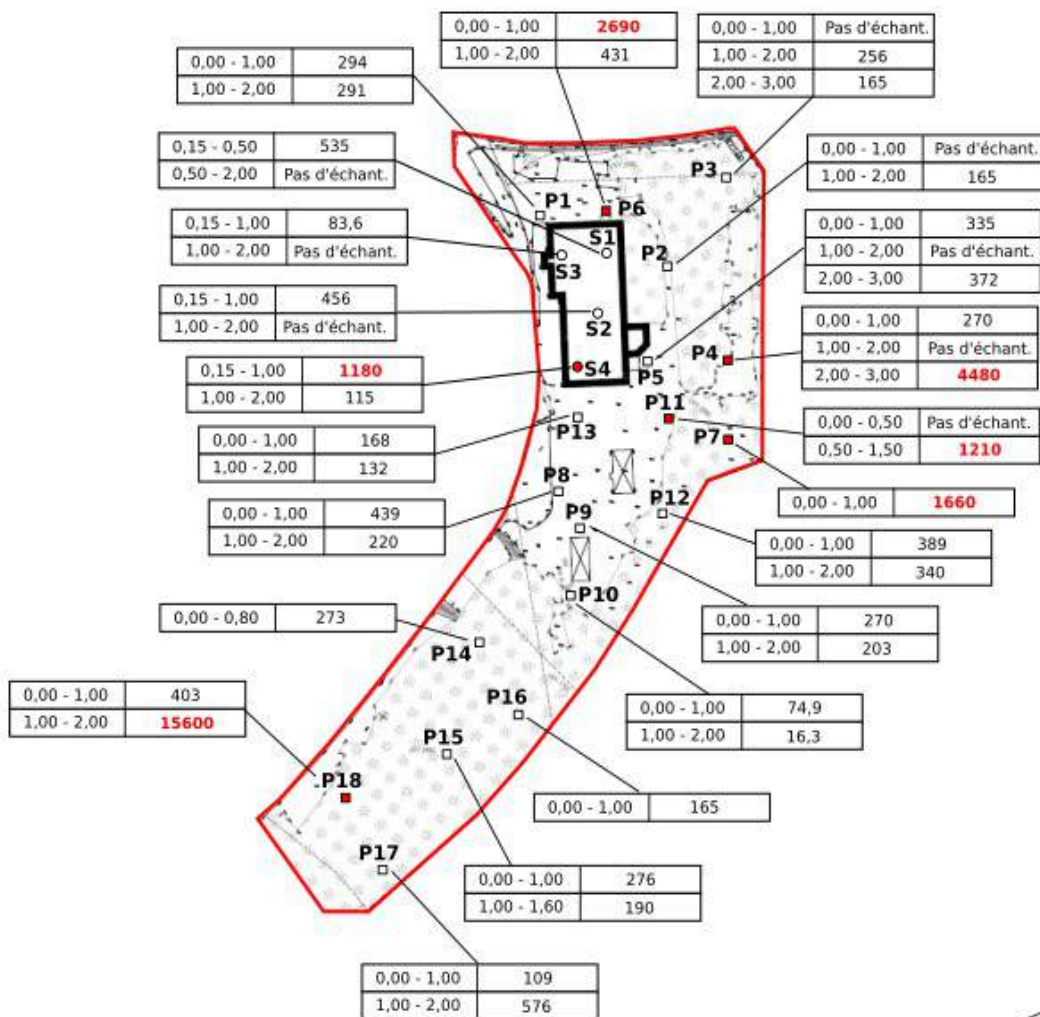 0,00 - 1,00 2690
1,00 - 2,00 431
0,00 - 1,00 Pas d'échant.
1,00 - 2,00 256
2,00 - 3,00 165
0,00 - 1,00 294
1,00 - 2,00 291
0,15 - 0,50 535
0,50 - 2,00 Pas d'échant.
0,00 - 1,00 Pas d'échant.
1,00 - 2,00 165
0,15 - 1,00 83,6
1,00 - 2,00 Pas d'échant.
0,00 - 1,00 335
1,00 - 2,00 Pas d'échant.
2,00 - 3,00 372
0,15 - 1,00 456
1,00 - 2,00 Pas d'échant.
0,00 - 1,00 270
1,00 - 2,00 Pas d'échant.
2,00 - 3,00 4480
0,15 - 1,00 1180
1,00 - 2,00 115
0,00 - 0,50 Pas d'échant.
0,50 - 1,50 1210
0,00 - 1,00 168
1,00 - 2,00 132
0,00 - 1,00 1660
0,00 - 1,00 439
1,00 - 2,00 220
0,00 - 1,00 389
1,00 - 2,00 340
0,00 - 0,80 273
0,00 - 1,00 270
1,00 - 2,00 203
0,00 - 1,00 403
1,00 - 2,00 15600
0,00 - 1,00 74,9
1,00 - 2,00 16,3
0,00 - 1,00 165
0,00 - 1,00 276
1,00 - 1,60 190
0,00 - 1,00 109
1,00 - 2,00 576
P3
P1
P6
S1
P2
S3
S2
P4
P5
S4
P11
P13
P7
P8
P12
P9
P10
P14
P16
P15
P18
P17